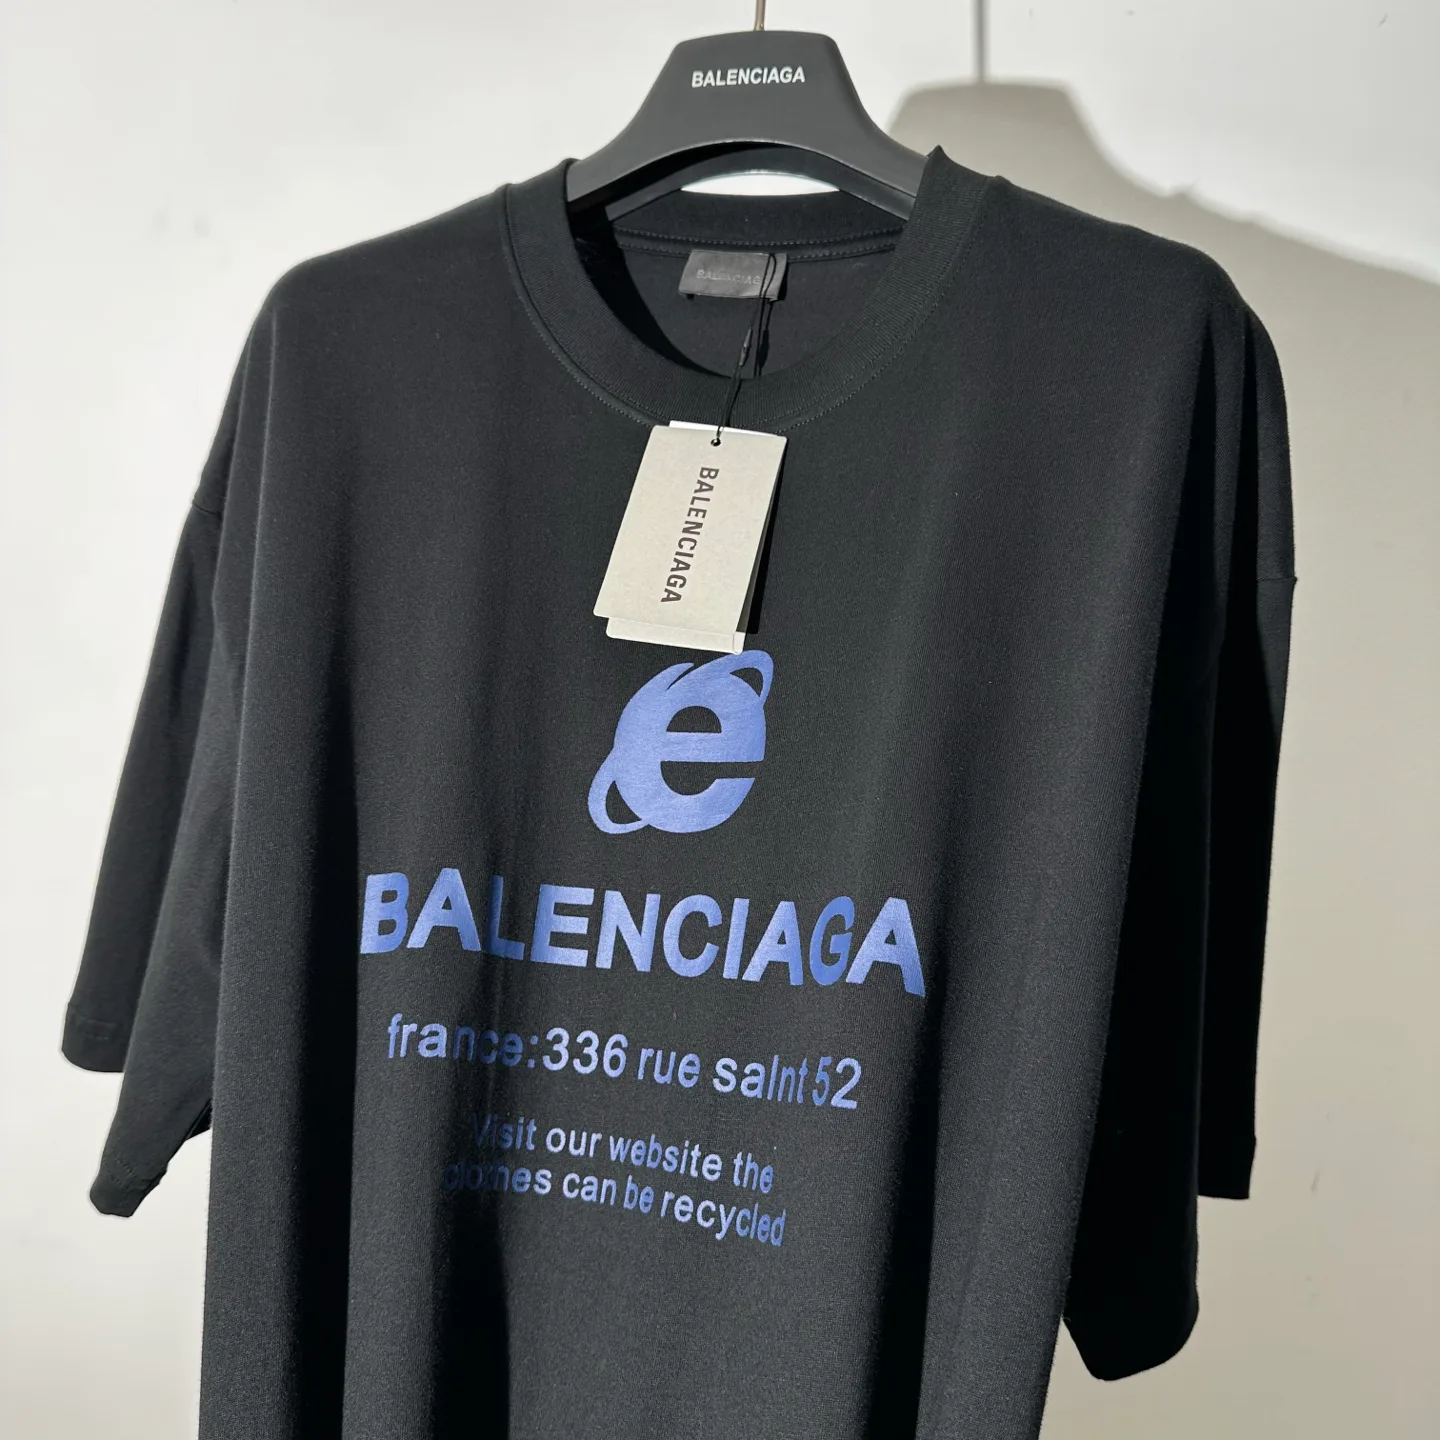 BALENCIAGA
BALENCIAGA
BALENCIAGA
e
BALENCIAGA
france:336 rue salnt 52
Visit our website the
clothes can be recycled